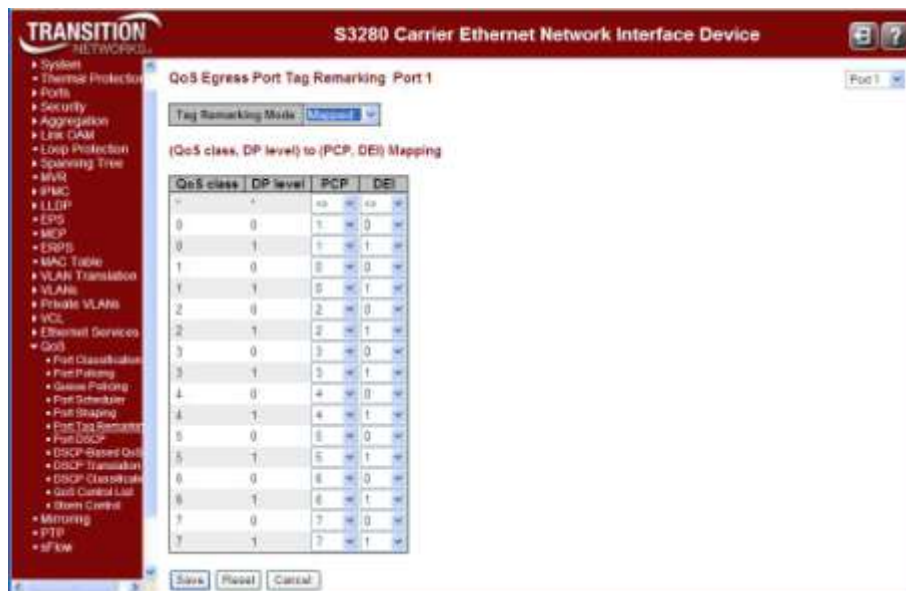 TRANSITION
NETWORKS
S3280 Carrier Ethernet Network Interface Device
?
System
Thermal Protection
Ports
Security
Aggregation
Link OAM
Loop Protection
Spanning Tree
MVR
IPMC
LLDP
EPS
MEP
ERPS
MAC Table
VLAN Translation
VLANs
Private VLANs
VCL
Ethernet Services
QoS
Port Classification
Port Policing
Queue Policing
Port Scheduler
Port Shaping
Port Tag Remarkin
Port DSCP
DSCP-Based QoS
DSCP Translation
DSCP Classificati
QoS Control List
Storm Control
Mirroring
PTP
sFlow
QoS Egress Port Tag Remarking Port 1
Port 1
Tag Remarking Mode Mapped
(QoS class, DP level) to (PCP, DEI) Mapping
QoS class DP level PCP DEI
* * <> <>
0 0 1 0
0 1 1 1
1 0 0 0
1 1 0 1
2 0 2 0
2 1 2 1
3 0 3 0
3 1 3 1
4 0 4 0
4 1 4 1
5 0 5 0
5 1 5 1
6 0 6 0
6 1 6 1
7 0 7 0
7 1 7 1
Save Reset Cancel